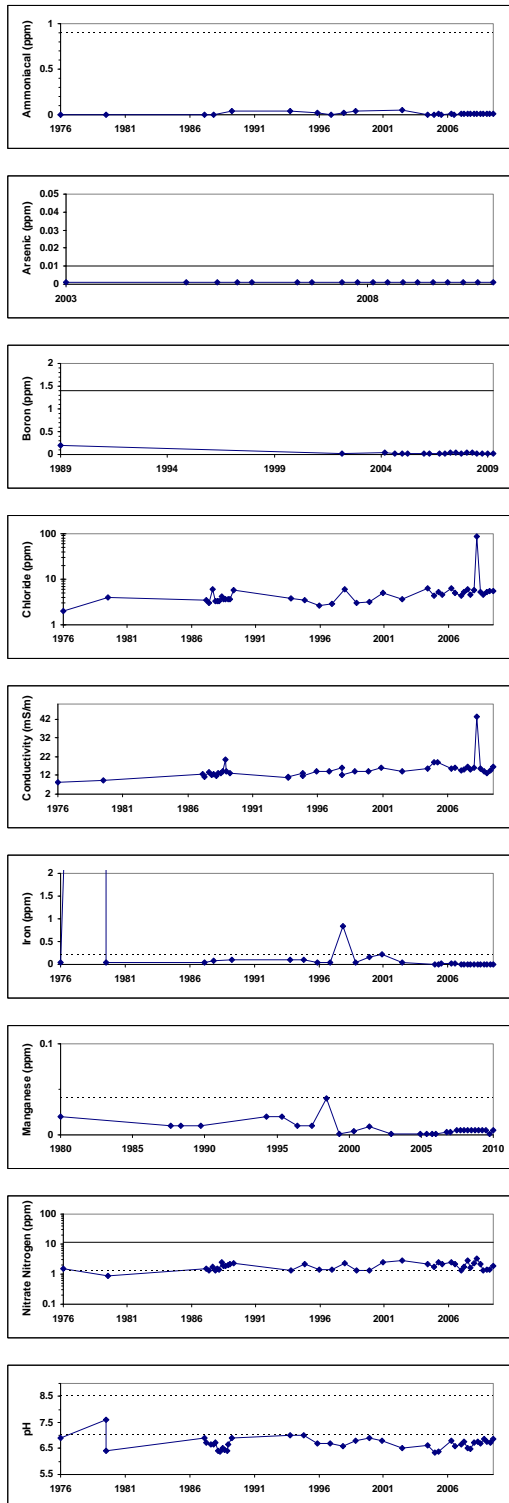 Ammoniacal (ppm)
1
0.5
0
1976 1981 1986 1991 1996 2001 2006
Arsenic (ppm)
0.05
0.04
0.03
0.02
0.01
0
2003 2008
Boron (ppm)
2
1.5
1
0.5
0
1989 1994 1999 2004 2009
Chloride (ppm)
100
10
1
1976 1981 1986 1991 1996 2001 2006
Conductivity (mS/m)
42
32
22
12
2
1976 1981 1986 1991 1996 2001 2006
Iron (ppm)
2
1.5
1
0.5
0
1976 1981 1986 1991 1996 2001 2006
Manganese (ppm)
0.1
0
1980 1985 1990 1995 2000 2005 2010
Nitrate Nitrogen (ppm)
100
10
1
0.1
1976 1981 1986 1991 1996 2001 2006
pH
8.5
7.5
6.5
5.5
1976 1981 1986 1991 1996 2001 2006